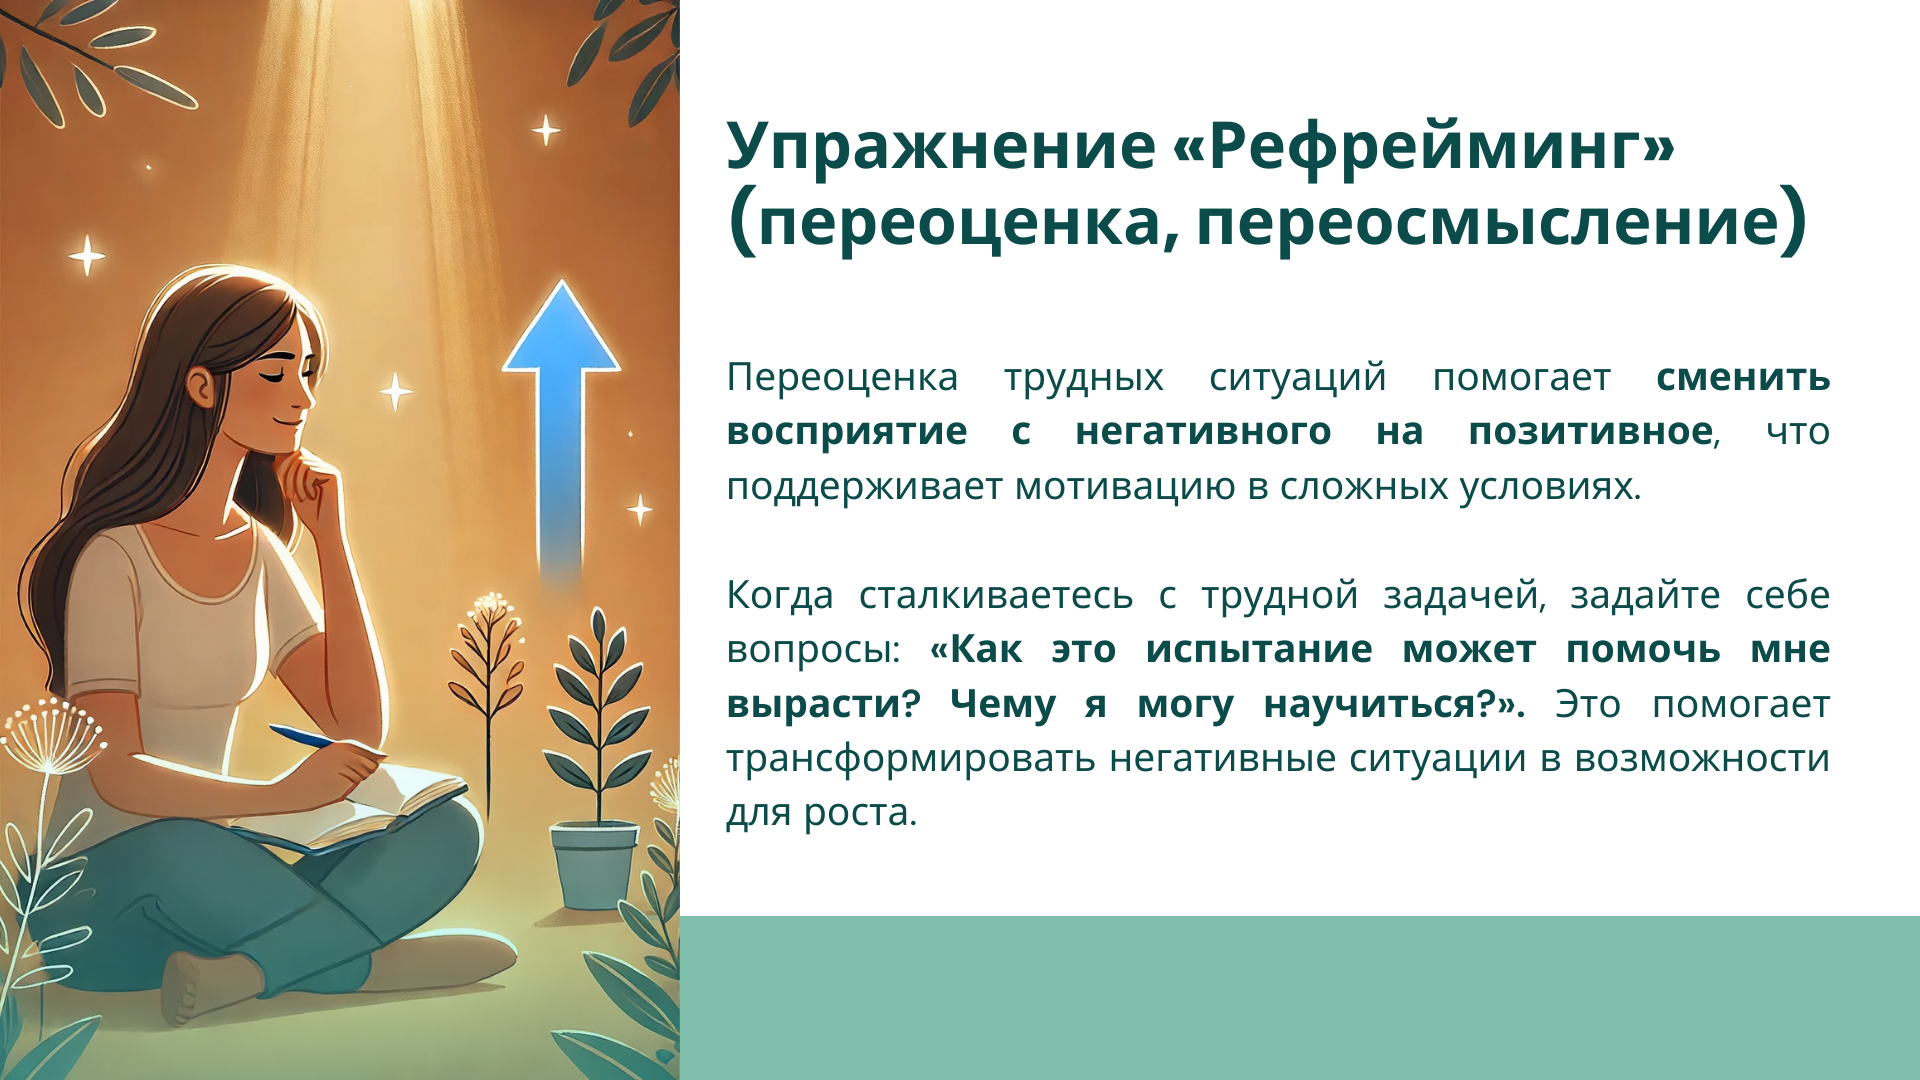 Упражнение «Рефрейминг»
(переоценка, переосмысление)
Переоценка трудных ситуаций помогает сменить
восприятие с негативного на позитивное, что
поддерживает мотивацию в сложных условиях.
Когда сталкиваетесь с трудной задачей, задайте себе
вопросы: «Как это испытание может помочь мне
вырасти? Чему я могу научиться?». Это помогает
трансформировать негативные ситуации в возможности
для роста.